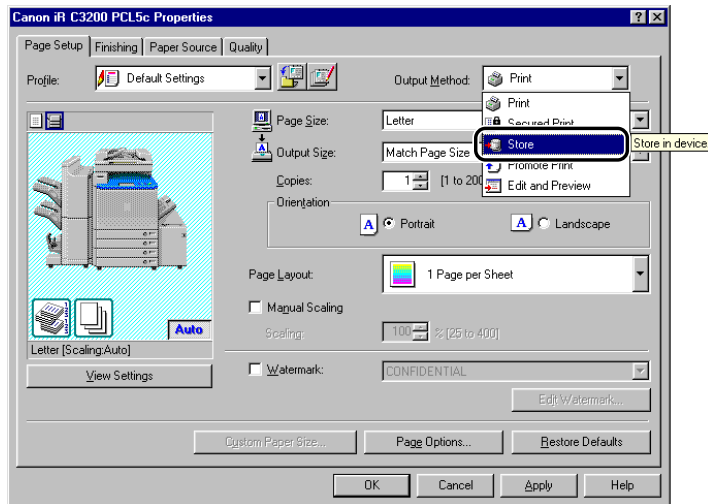 Canon iR C3200 PCL5c Properties
Page Setup Finishing Paper Source Quality
Profile: Default Settings Output Method: Print
Print
Secured Print
Store
Store in device
Promote Print
Edit and Preview
Page Size: Letter
Output Size: Match Page Size
Copies: 1 [1 to 200
Orientation
A Portrait A Landscape
Page Layout: 1 Page per Sheet
Manual Scaling
Scaling: 100 % [25 to 400]
Auto
Letter [Scaling:Auto]
View Settings
Watermark: CONFIDENTIAL
Edit Watermark...
Custom Paper Size... Page Options... Restore Defaults
OK Cancel Apply Help